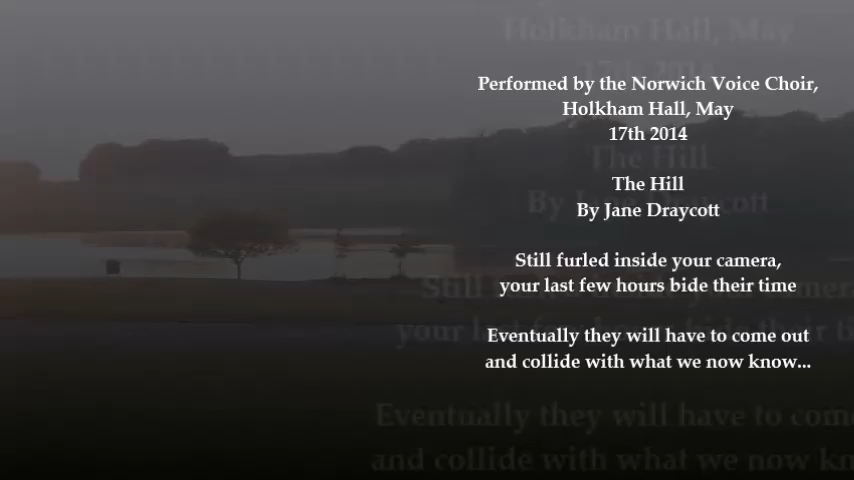 Performed by the Norwich Voice Choir,
Holkham Hall, May
17th 2014
The Hill
By Jane Draycott
Still furled inside your camera,
your last few hours bide their time
Eventually they will have to come out
and collide with what we now know...